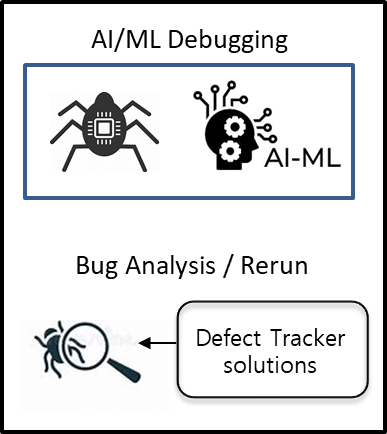 AI/ML Debugging
AI-ML
Bug Analysis / Rerun
Defect Tracker
solutions